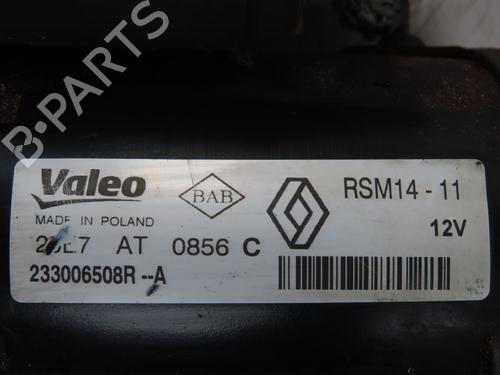 B-PARTS
Valeo
BAB
RSM14 - 11
MADE IN POLAND
12V
AT 0856 C
233006508R --A